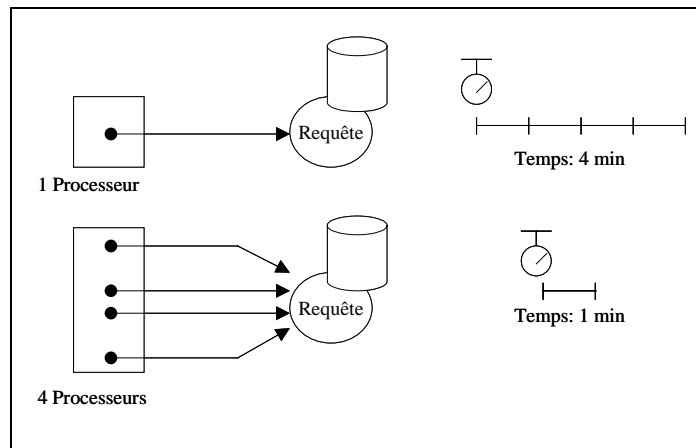 Requête
Temps: 4 min
1 Processeur
Requête
Temps: 1 min
4 Processeurs